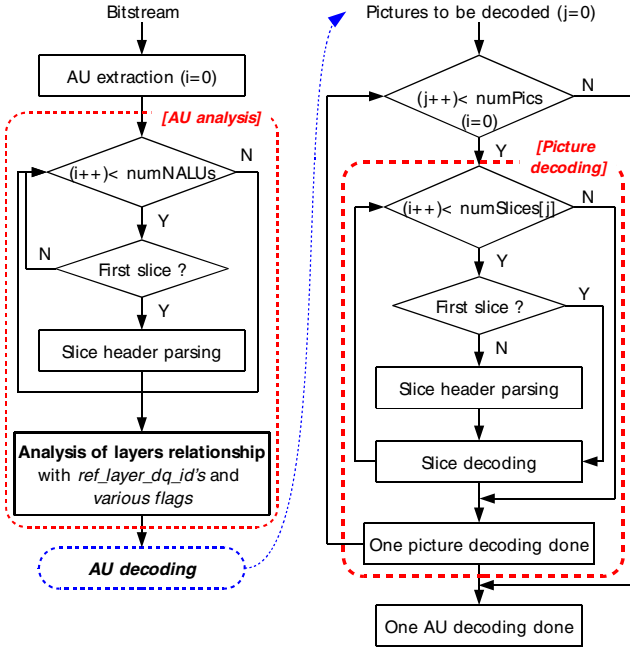 Bitstream
AU extraction (i=0)
[AU analysis]
(i++)< numNALUs
N
Y
N
First slice ?
Y
Slice header parsing
Analysis of layers relationship
with ref_layer_dq_id's and
various flags
AU decoding
Pictures to be decoded (j=0)
(j++)< numPics
(i=0)
N
Y
[Picture
decoding]
(i++)< numSlices[j]
N
Y
First slice ?
Y
N
Slice header parsing
Slice decoding
One picture decoding done
One AU decoding done